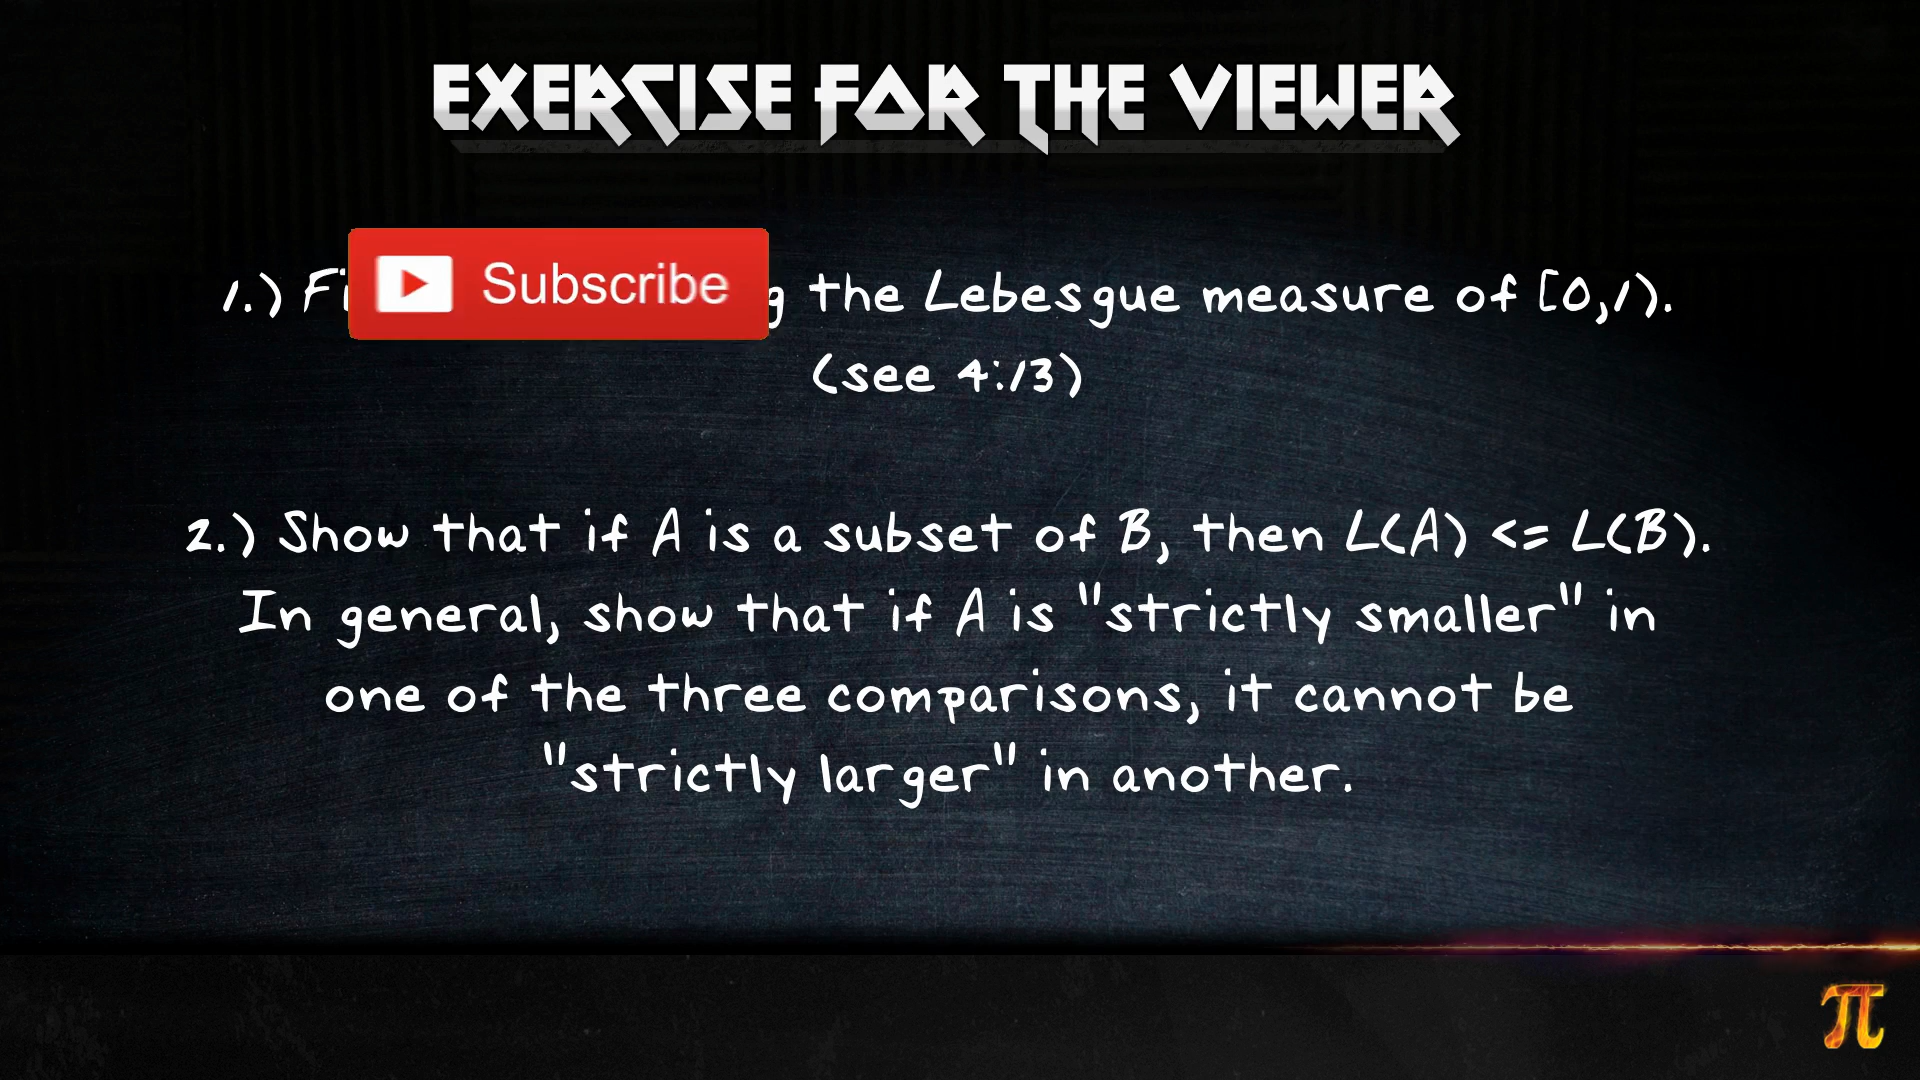 EXERCISE FOR THE VIEWER
Subscribe
1.) the Lebesgue measure of [0,1).
(see 4:13)
2.) Show that if A is a subset of B, then L(A) <= L(B).
In general, show that if A is "strictly smaller" in
one of the three comparisons, it cannot be
"strictly larger" in another.
π